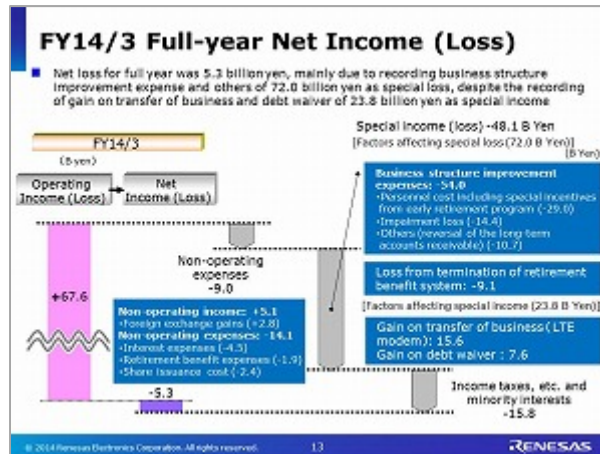 FY14/3 Full-year Net Income (Loss)
Net loss for full year was 5.3 billion yen, mainly due to recording business structure
improvement expense and others of 72.0 billion yen as special loss, despite the recording
of gain on transfer of business and debt waiver of 23.8 billion yen as special income
FY14/3
(B yen)
Operating
Income (Loss)
Net
Income (Loss)
Special income (loss) -48.1 B Yen
[Factors affecting special loss (72.0 B Yen)]
[B Yen]
Business structure improvement
expenses: -54.0
•Personnel cost including special incentives
from early retirement program (-29.0)
•Impairment loss (-14.4)
•Others (reversal of the long-term
accounts receivable) (-10.7)
Loss from termination of retirement
benefit system: -9.1
[Factors affecting special income (23.8 B Yen)]
Gain on transfer of business (LTE
modem): 15.6
Gain on debt waiver : 7.6
+67.6
Non-operating
expenses
-9.0
Non-operating income: +5.1
•Foreign exchange gains (+2.8)
Non-operating expenses: -14.1
•Interest expenses (-4.5)
•Retirement benefit expenses (-1.9)
•Share issuance cost (-2.4)
-5.3
Income taxes, etc. and
minority interests
-15.8
© 2014 Renesas Electronics Corporation. All rights reserved.
13
RENESAS